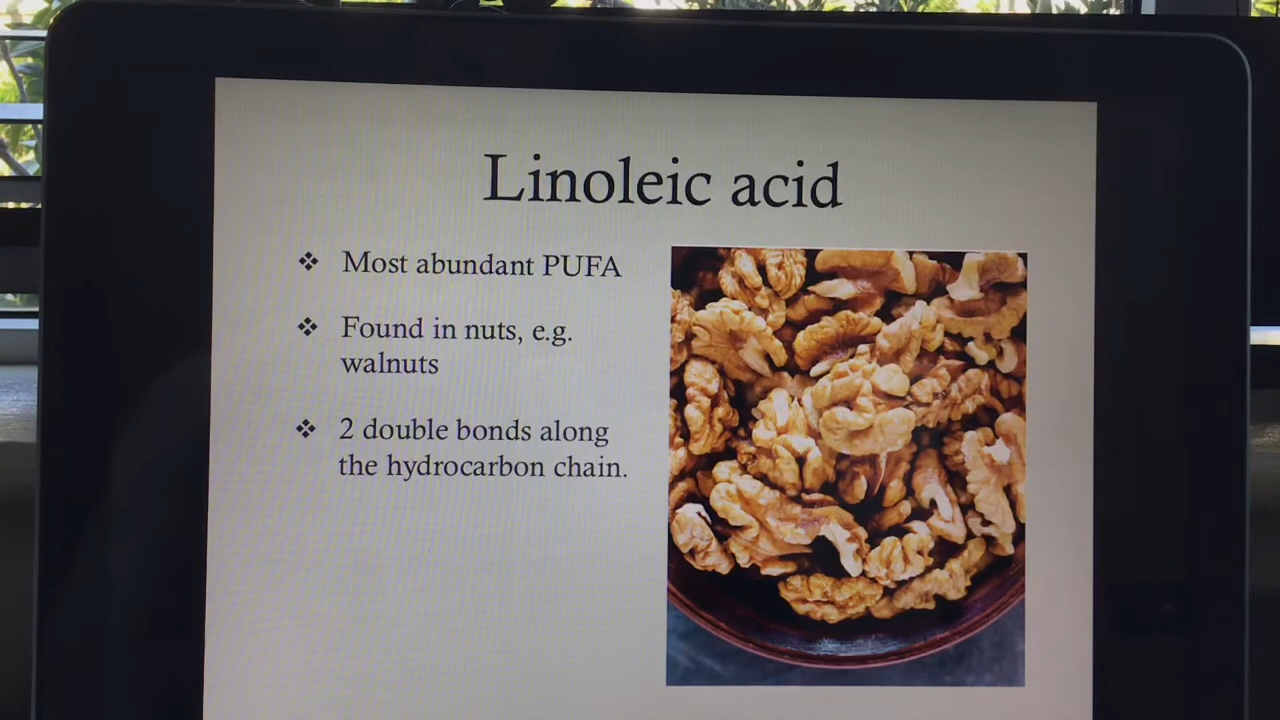 Linoleic acid
❖ Most abundant PUFA
❖ Found in nuts, e.g.
walnuts
❖ 2 double bonds along
the hydrocarbon chain.